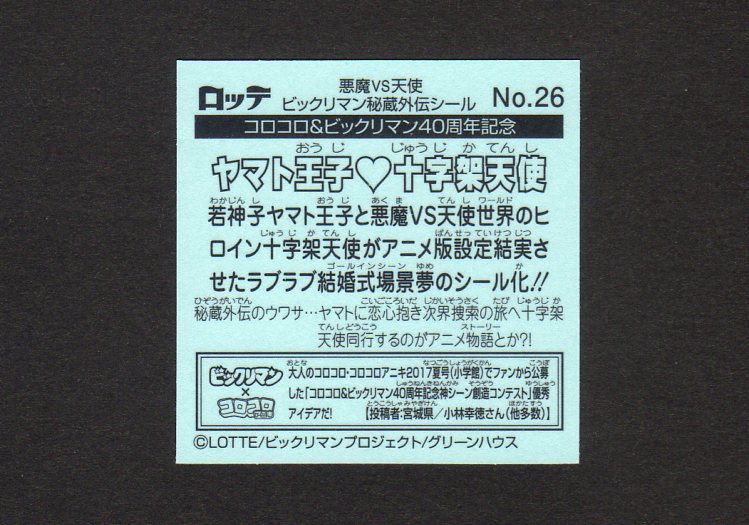 ロッテ
悪魔VS天使
ビックリマン秘蔵外伝シール
No.26
コロコロ&ビックリマン40周年記念
おうじ じゅうじかてんし
ヤマト王子♡十字架天使
わかじんし おうじ あくま てんしワールド
若神子ヤマト王子と悪魔VS天使世界のヒ
じゅうじかてんし ばんせっていけつじつ
ロイン十字架天使がアニメ版設定結実さ
ゴールインシーン ゆめ か
せたラブラブ結婚式場景夢のシール化!!
ひぞうがいでん こいごころいだ じかいそうさく たび じゅうじか
秘蔵外伝のウワサ…ヤマトに恋心抱き次界捜索の旅へ十字架
てんしどうこう ストーリー
天使同行するのがアニメ物語とか?!
ビックリマン
×
コロコロ
おとな なつごうしょうがくかん こうぼ
大人のコロコロ・コロコロアニキ2017夏号(小学館)でファンから公募
しゅうねんきねんかみ そうぞう ゆうしゅう
した「コロコロ&ビックリマン40周年記念神シーン創造コンテスト」優秀
とうこうしゃみやぎけん ほかたすう
アイデアだ! 【投稿者:宮城県/小林幸徳さん(他多数)】
©LOTTE/ビックリマンプロジェクト/グリーンハウス